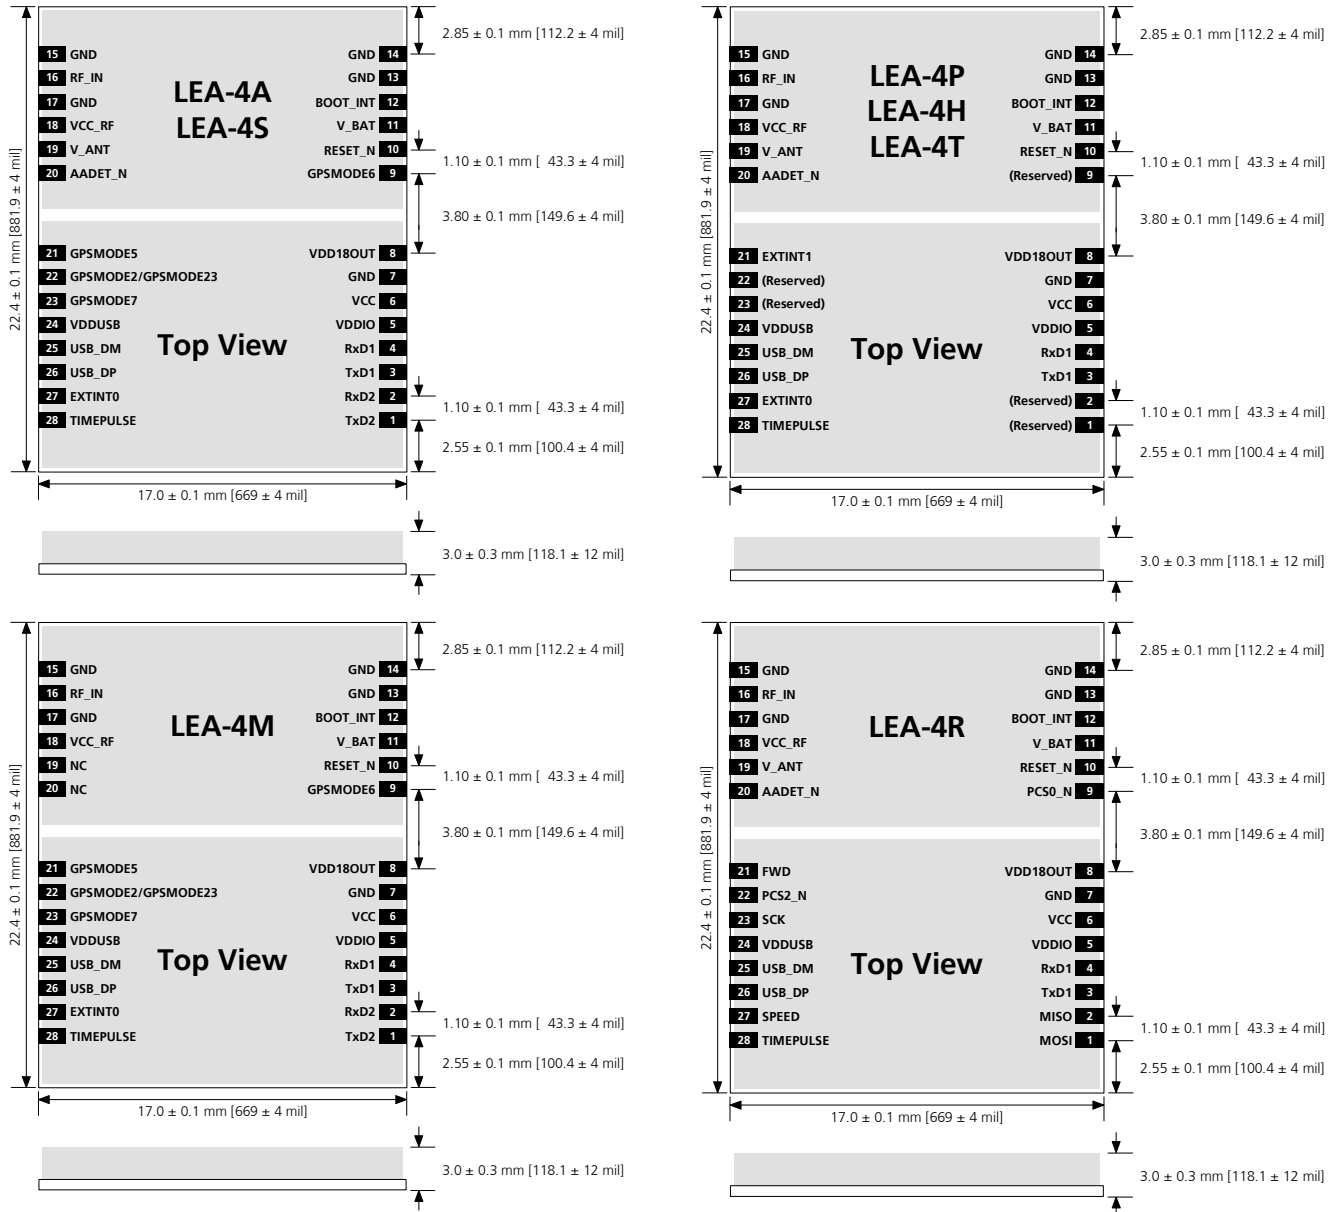 15 GND
16 RF_IN
17 GND
18 VCC_RF
19 V_ANT
20 AADET_N
21 GPSMODE5
22 GPSMODE2/GPSMODE23
23 GPSMODE7
24 VDDUSB
25 USB_DM
26 USB_DP
27 EXTINT0
28 TIMEPULSE
LEA-4A
LEA-4S
Top View
GND 14
GND 13
BOOT_INT 12
V_BAT 11
RESET_N 10
GPSMODE6 9
VDD18OUT 8
GND 7
VCC 6
VDDIO 5
RxD1 4
TxD1 3
RxD2 2
TxD2 1
2.85 ± 0.1 mm [112.2 ± 4 mil]
1.10 ± 0.1 mm [ 43.3 ± 4 mil]
3.80 ± 0.1 mm [149.6 ± 4 mil]
1.10 ± 0.1 mm [ 43.3 ± 4 mil]
2.55 ± 0.1 mm [100.4 ± 4 mil]
22.4 ± 0.1 mm [881.9 ± 4 mil]
17.0 ± 0.1 mm [669 ± 4 mil]
3.0 ± 0.3 mm [118.1 ± 12 mil]
15 GND
16 RF_IN
17 GND
18 VCC_RF
19 V_ANT
20 AADET_N
21 EXTINT1
22 (Reserved)
23 (Reserved)
24 VDDUSB
25 USB_DM
26 USB_DP
27 EXTINT0
28 TIMEPULSE
LEA-4P
LEA-4H
LEA-4T
Top View
GND 14
GND 13
BOOT_INT 12
V_BAT 11
RESET_N 10
(Reserved) 9
VDD18OUT 8
GND 7
VCC 6
VDDIO 5
RxD1 4
TxD1 3
(Reserved) 2
(Reserved) 1
2.85 ± 0.1 mm [112.2 ± 4 mil]
1.10 ± 0.1 mm [ 43.3 ± 4 mil]
3.80 ± 0.1 mm [149.6 ± 4 mil]
1.10 ± 0.1 mm [ 43.3 ± 4 mil]
2.55 ± 0.1 mm [100.4 ± 4 mil]
22.4 ± 0.1 mm [881.9 ± 4 mil]
17.0 ± 0.1 mm [669 ± 4 mil]
3.0 ± 0.3 mm [118.1 ± 12 mil]
15 GND
16 RF_IN
17 GND
18 VCC_RF
19 NC
20 NC
21 GPSMODE5
22 GPSMODE2/GPSMODE23
23 GPSMODE7
24 VDDUSB
25 USB_DM
26 USB_DP
27 EXTINT0
28 TIMEPULSE
LEA-4M
Top View
GND 14
GND 13
BOOT_INT 12
V_BAT 11
RESET_N 10
GPSMODE6 9
VDD18OUT 8
GND 7
VCC 6
VDDIO 5
RxD1 4
TxD1 3
RxD2 2
TxD2 1
2.85 ± 0.1 mm [112.2 ± 4 mil]
1.10 ± 0.1 mm [ 43.3 ± 4 mil]
3.80 ± 0.1 mm [149.6 ± 4 mil]
1.10 ± 0.1 mm [ 43.3 ± 4 mil]
2.55 ± 0.1 mm [100.4 ± 4 mil]
22.4 ± 0.1 mm [881.9 ± 4 mil]
17.0 ± 0.1 mm [669 ± 4 mil]
3.0 ± 0.3 mm [118.1 ± 12 mil]
15 GND
16 RF_IN
17 GND
18 VCC_RF
19 V_ANT
20 AADET_N
21 FWD
22 PCS2_N
23 SCK
24 VDDUSB
25 USB_DM
26 USB_DP
27 SPEED
28 TIMEPULSE
LEA-4R
Top View
GND 14
GND 13
BOOT_INT 12
V_BAT 11
RESET_N 10
PCS0_N 9
VDD18OUT 8
GND 7
VCC 6
VDDIO 5
RxD1 4
TxD1 3
MISO 2
MOSI 1
2.85 ± 0.1 mm [112.2 ± 4 mil]
1.10 ± 0.1 mm [ 43.3 ± 4 mil]
3.80 ± 0.1 mm [149.6 ± 4 mil]
1.10 ± 0.1 mm [ 43.3 ± 4 mil]
2.55 ± 0.1 mm [100.4 ± 4 mil]
22.4 ± 0.1 mm [881.9 ± 4 mil]
17.0 ± 0.1 mm [669 ± 4 mil]
3.0 ± 0.3 mm [118.1 ± 12 mil]